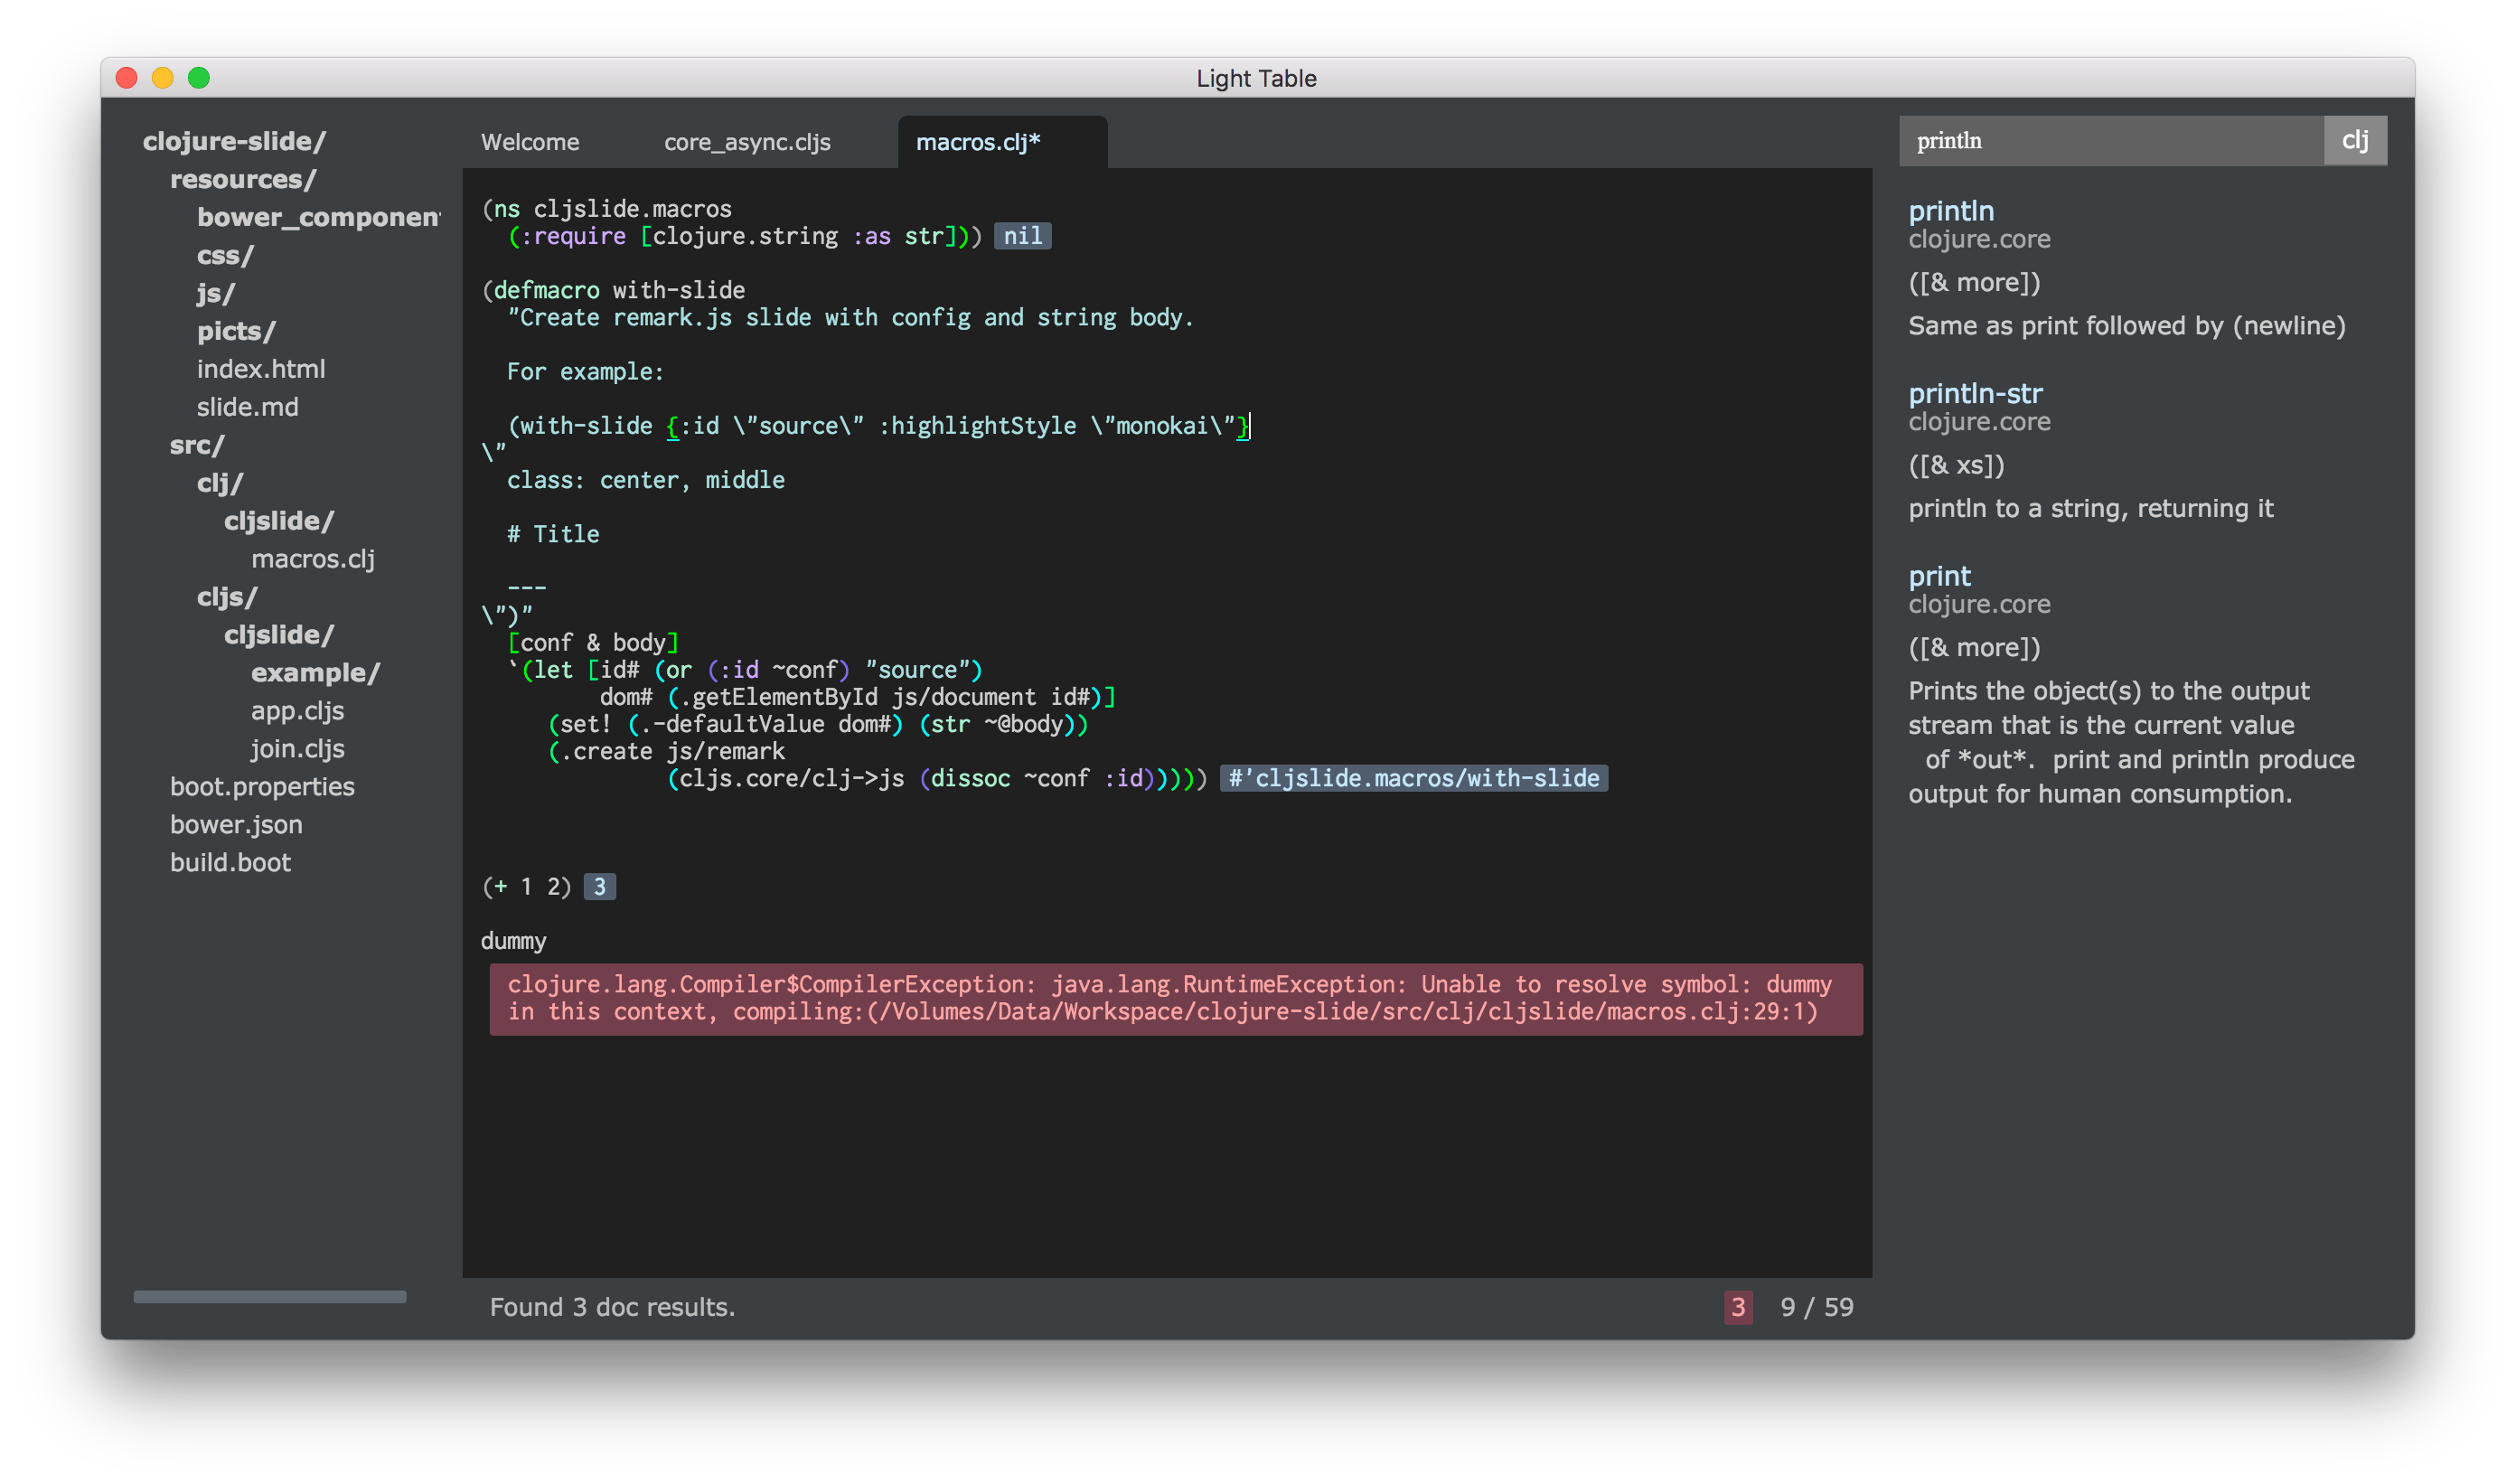 Light Table
clojure-slide/
resources/
bower_component
css/
js/
picts/
index.html
slide.md
src/
clj/
cljslide/
macros.clj
cljs/
cljslide/
example/
app.cljs
join.cljs
boot.properties
bower.json
build.boot
Welcome core_async.cljs macros.clj*
(ns cljslide.macros
  (:require [clojure.string :as str])) nil
(defmacro with-slide
  "Create remark.js slide with config and string body.
  For example:
  (with-slide {:id \"source\" :highlightStyle \"monokai\"}
\"
  class: center, middle
  # Title
  ---
\")"
  [conf & body]
  `(let [id# (or (:id ~conf) "source")
         dom# (.getElementById js/document id#)]
     (set! (.-defaultValue dom#) (str ~@body))
     (.create js/remark
              (cljs.core/clj->js (dissoc ~conf :id))))) #'cljslide.macros/with-slide
(+ 1 2) 3
dummy
clojure.lang.Compiler$CompilerException: java.lang.RuntimeException: Unable to resolve symbol: dummy
in this context, compiling:(/Volumes/Data/Workspace/clojure-slide/src/clj/cljslide/macros.clj:29:1)
Found 3 doc results.
3 9 / 59
println clj
println
clojure.core
([& more])
Same as print followed by (newline)
println-str
clojure.core
([& xs])
println to a string, returning it
print
clojure.core
([& more])
Prints the object(s) to the output
stream that is the current value
  of *out*.  print and println produce
output for human consumption.